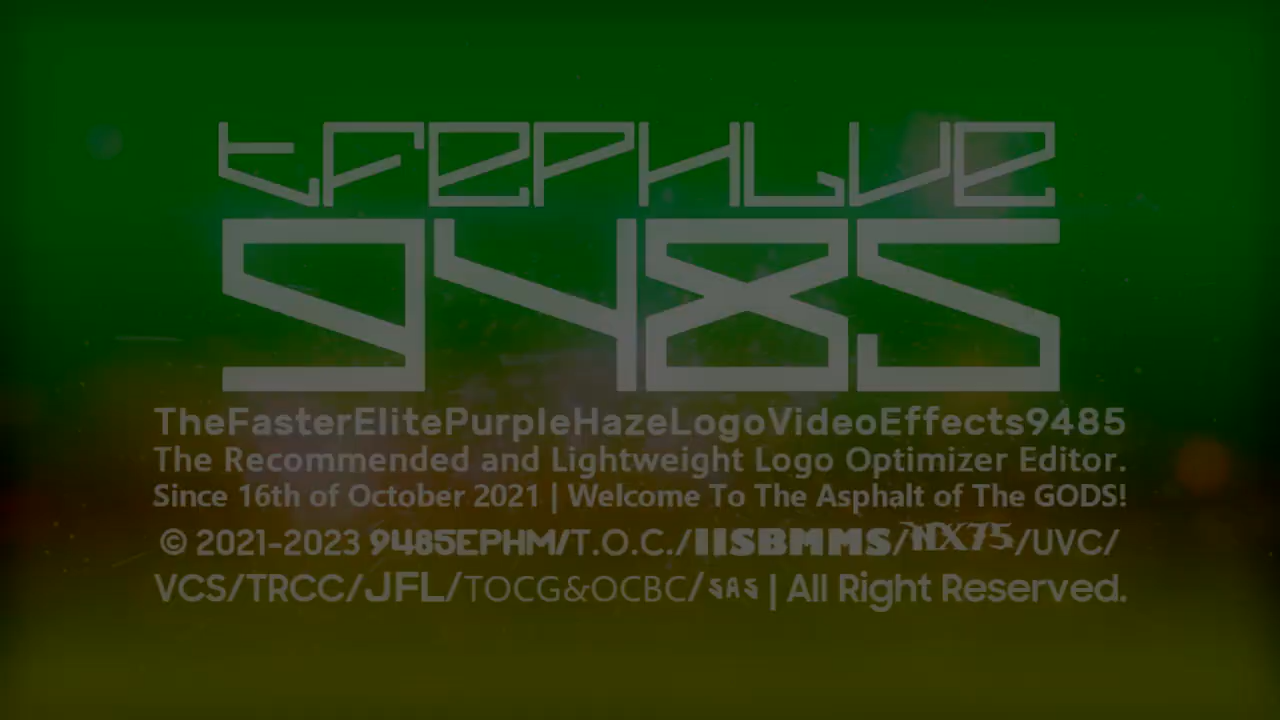 tFePHLVe
9485
TheFasterElitePurpleHazeLogoVideoEffects9485
The Recommended and Lightweight Logo Optimizer Editor.
Since 16th of October 2021 | Welcome To The Asphalt of The GODS!
© 2021-2023 9485EPHM/T.O.C./IISBMMS/NX75/UVC/
VCS/TRCC/JFL/TOCG&OCBC/SAS | All Right Reserved.